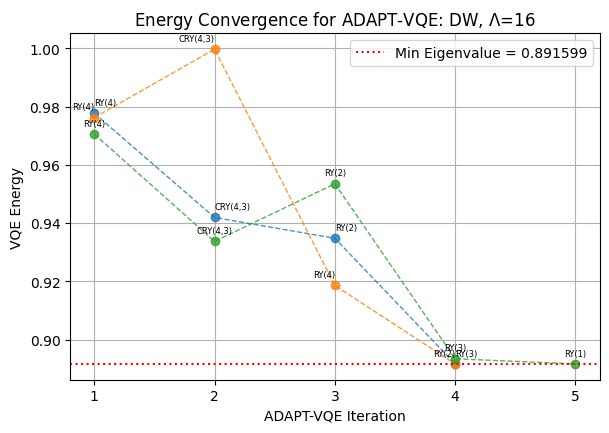 Energy Convergence for ADAPT-VQE: DW, Λ=16
Min Eigenvalue = 0.891599
VQE Energy
1.00
0.98
0.96
0.94
0.92
0.90
CRY(4,3)
RY(4)
RY(4)
RY(4)
CRY(4,3)
CRY(4,3)
RY(2)
RY(2)
RY(4)
RY(3)
RY(2)
RY(3)
RY(1)
1
2
3
4
5
ADAPT-VQE Iteration